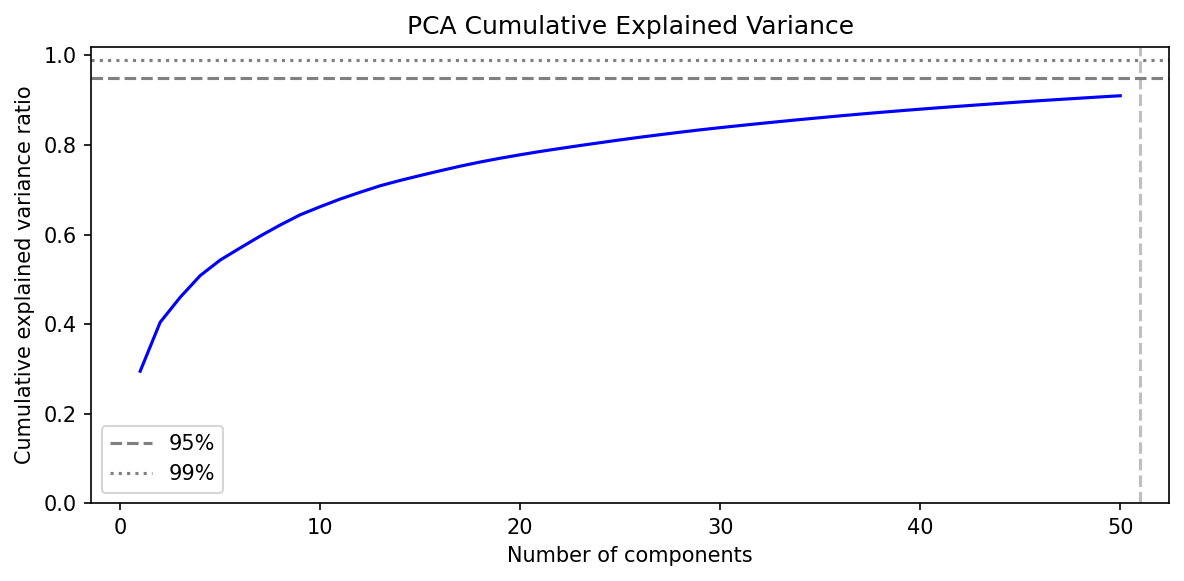 PCA Cumulative Explained Variance
Cumulative explained variance ratio
1.0
0.8
0.6
0.4
0.2
0.0
95%
99%
0 10 20 30 40 50
Number of components